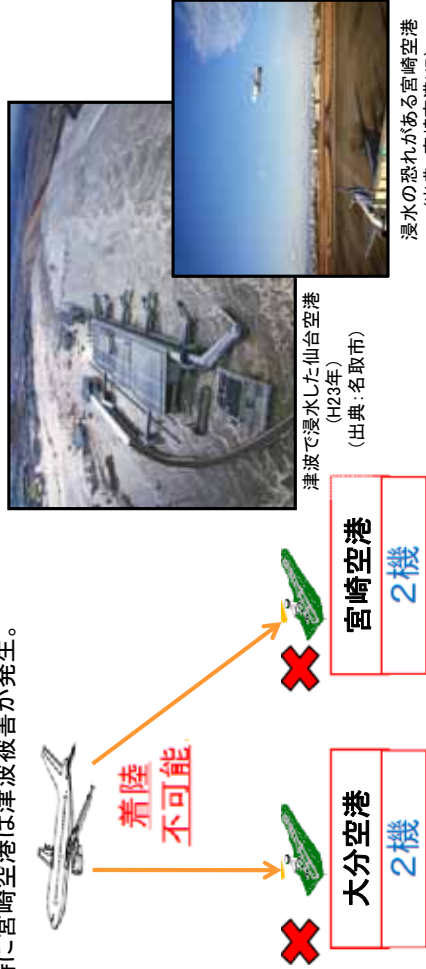 特に宮崎空港は津波被害が発生。
着陸
不可能
大分空港
2機
宮崎空港
2機
津波で浸水した仙台空港
(H23年)
(出典:名取市)
浸水の恐れがある宮崎空港